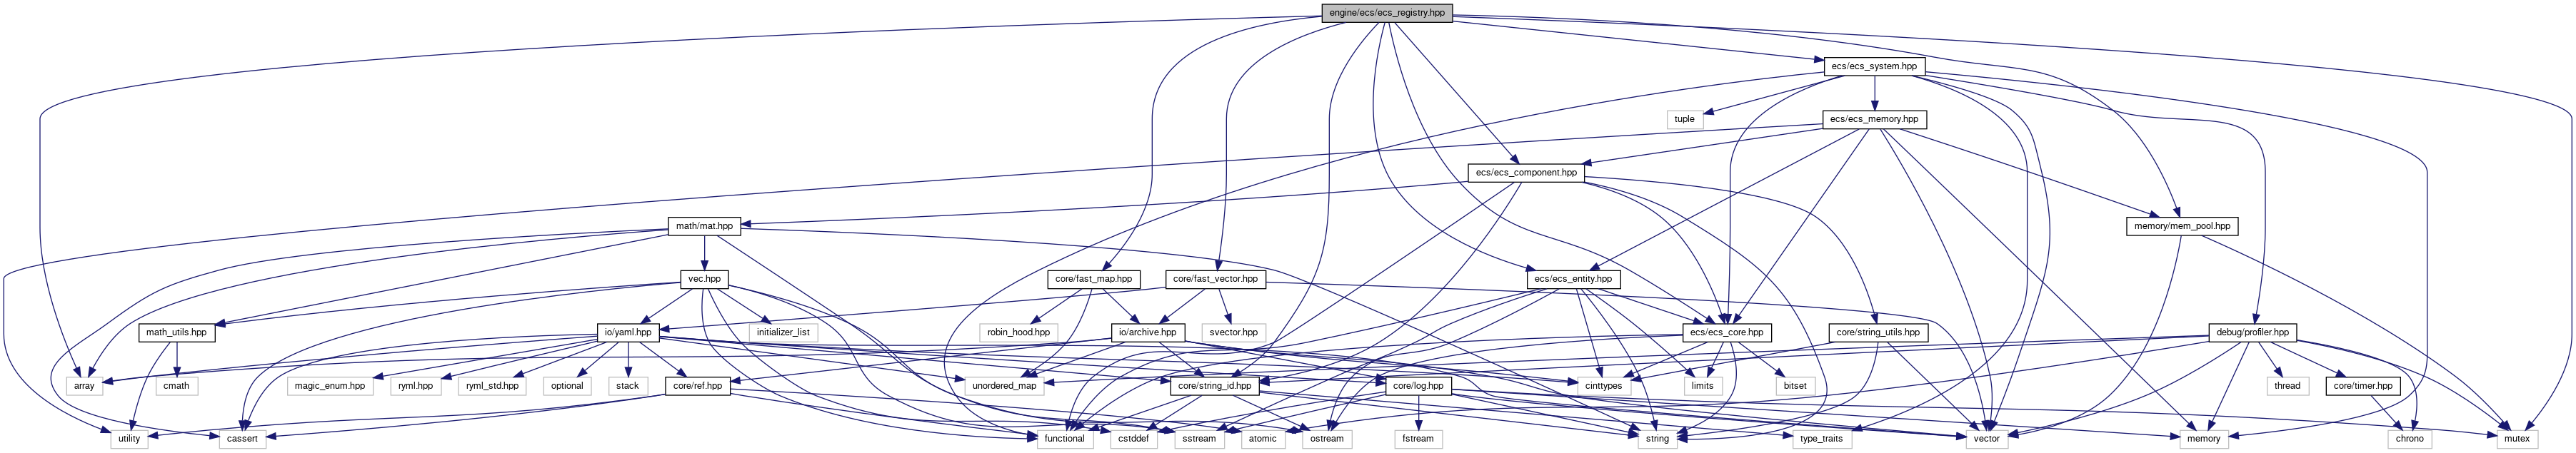 engine/ecs/ecs_registry.hpp
ecs/ecs_system.hpp
tuple
ecs/ecs_memory.hpp
ecs/ecs_component.hpp
math/mat.hpp
memory/mem_pool.hpp
vec.hpp
core/fast_map.hpp
core/fast_vector.hpp
ecs/ecs_entity.hpp
math_utils.hpp
io/yaml.hpp
initializer_list
robin_hood.hpp
io/archive.hpp
svector.hpp
ecs/ecs_core.hpp
core/string_utils.hpp
debug/profiler.hpp
array
cmath
magic_enum.hpp
ryml.hpp
ryml_std.hpp
optional
stack
core/ref.hpp
unordered_map
core/string_id.hpp
core/log.hpp
cinttypes
limits
bitset
thread
core/timer.hpp
utility
cassert
functional
cstddef
sstream
atomic
ostream
fstream
string
type_traits
vector
memory
chrono
mutex